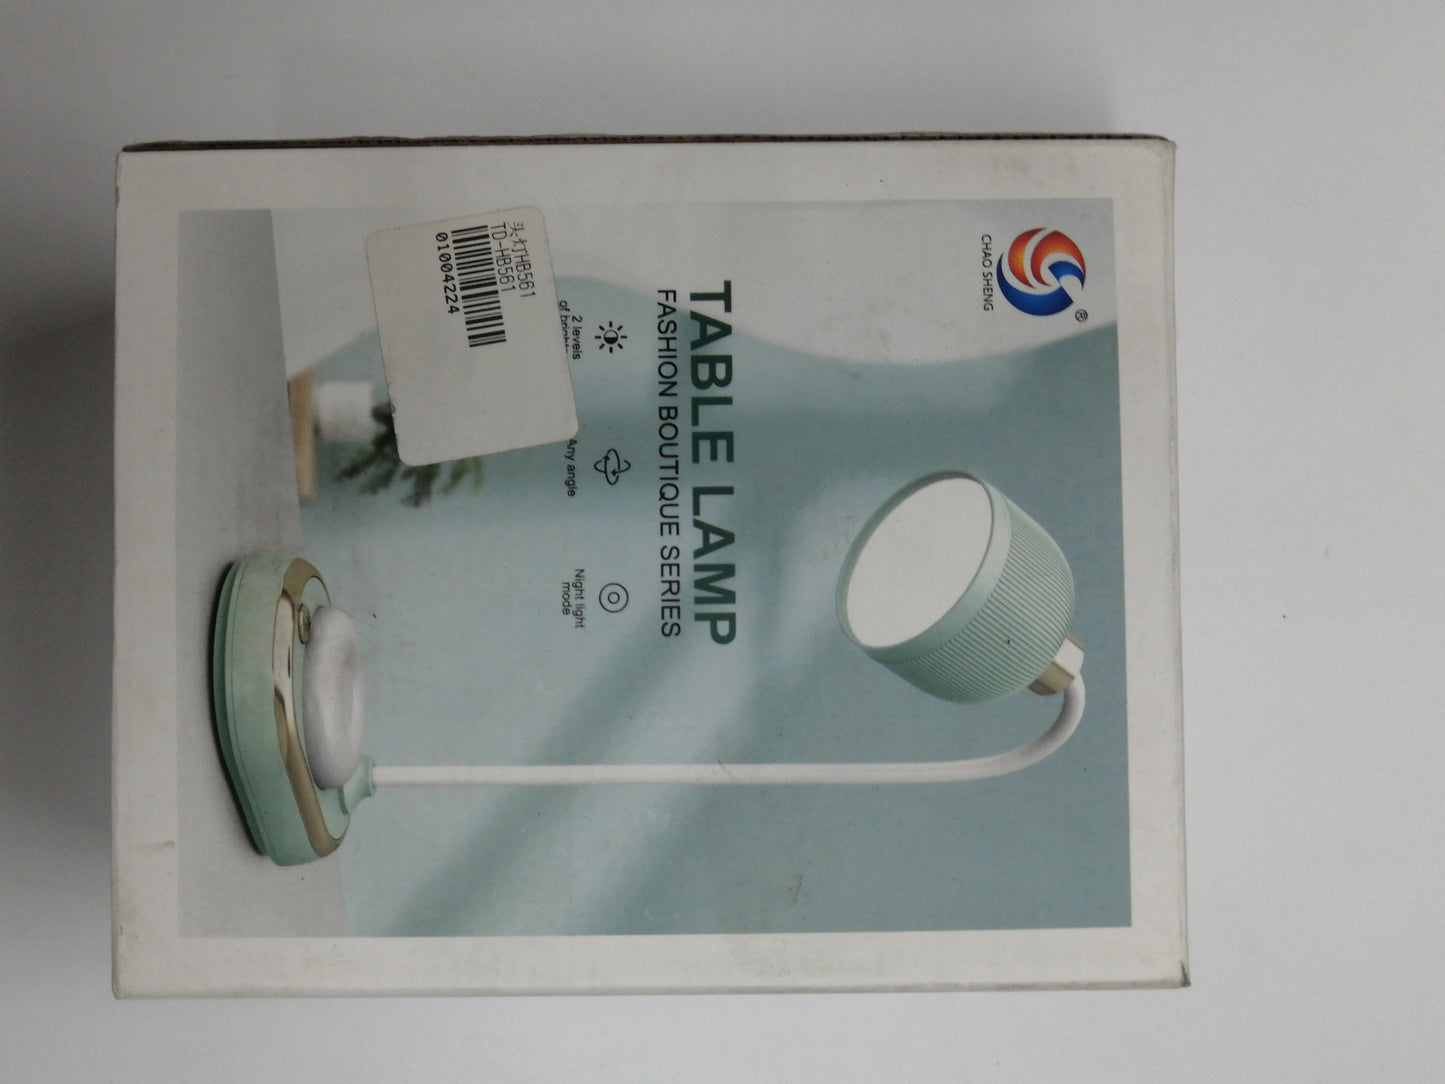 CHAO SHENG
®
TABLE LAMP
FASHION BOUTIQUE SERIES
2 levels
of
Any angle
Night light
mode
头灯HB561
TD-HB561
01004224